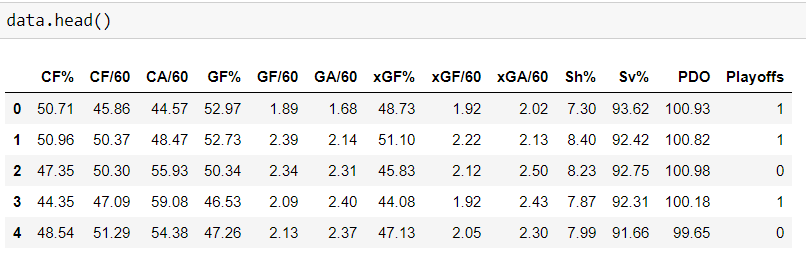 data.head()
CF% CF/60 CA/60 GF% GF/60 GA/60 xGF% xGF/60 xGA/60 Sh% Sv% PDO Playoffs
0 50.71 45.86 44.57 52.97 1.89 1.68 48.73 1.92 2.02 7.30 93.62 100.93 1
1 50.96 50.37 48.47 52.73 2.39 2.14 51.10 2.22 2.13 8.40 92.42 100.82 1
2 47.35 50.30 55.93 50.34 2.34 2.31 45.83 2.12 2.50 8.23 92.75 100.98 0
3 44.35 47.09 59.08 46.53 2.09 2.40 44.08 1.92 2.43 7.87 92.31 100.18 1
4 48.54 51.29 54.38 47.26 2.13 2.37 47.13 2.05 2.30 7.99 91.66 99.65 0